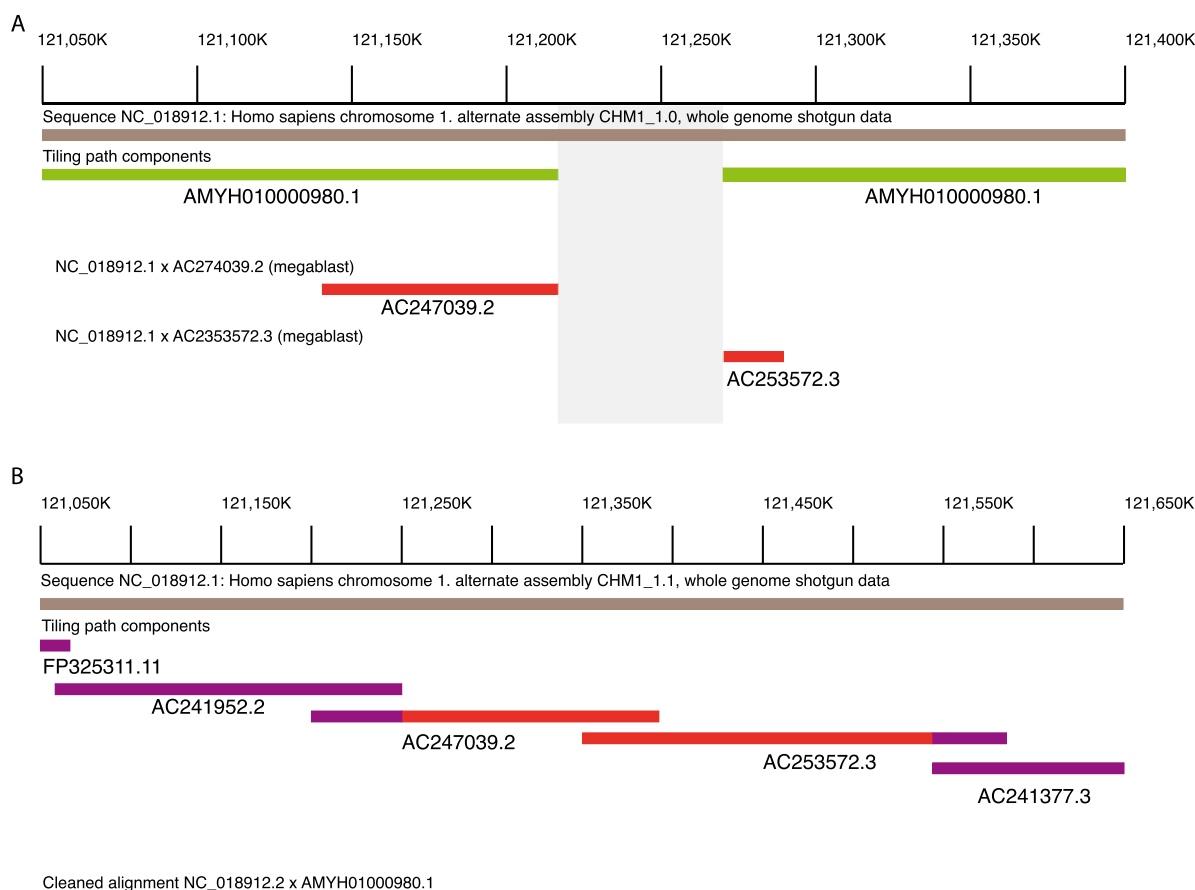 A
121,050K 121,100K 121,150K 121,200K 121,250K 121,300K 121,350K 121,400K
Sequence NC_018912.1: Homo sapiens chromosome 1. alternate assembly CHM1_1.0, whole genome shotgun data
Tiling path components
AMYH010000980.1 AMYH010000980.1
NC_018912.1 x AC274039.2 (megablast)
AC247039.2
NC_018912.1 x AC2353572.3 (megablast)
AC253572.3
B
121,050K 121,150K 121,250K 121,350K 121,450K 121,550K 121,650K
Sequence NC_018912.1: Homo sapiens chromosome 1. alternate assembly CHM1_1.1, whole genome shotgun data
Tiling path components
FP325311.11
AC241952.2
AC247039.2
AC253572.3
AC241377.3
Cleaned alignment NC_018912.2 x AMYH01000980.1